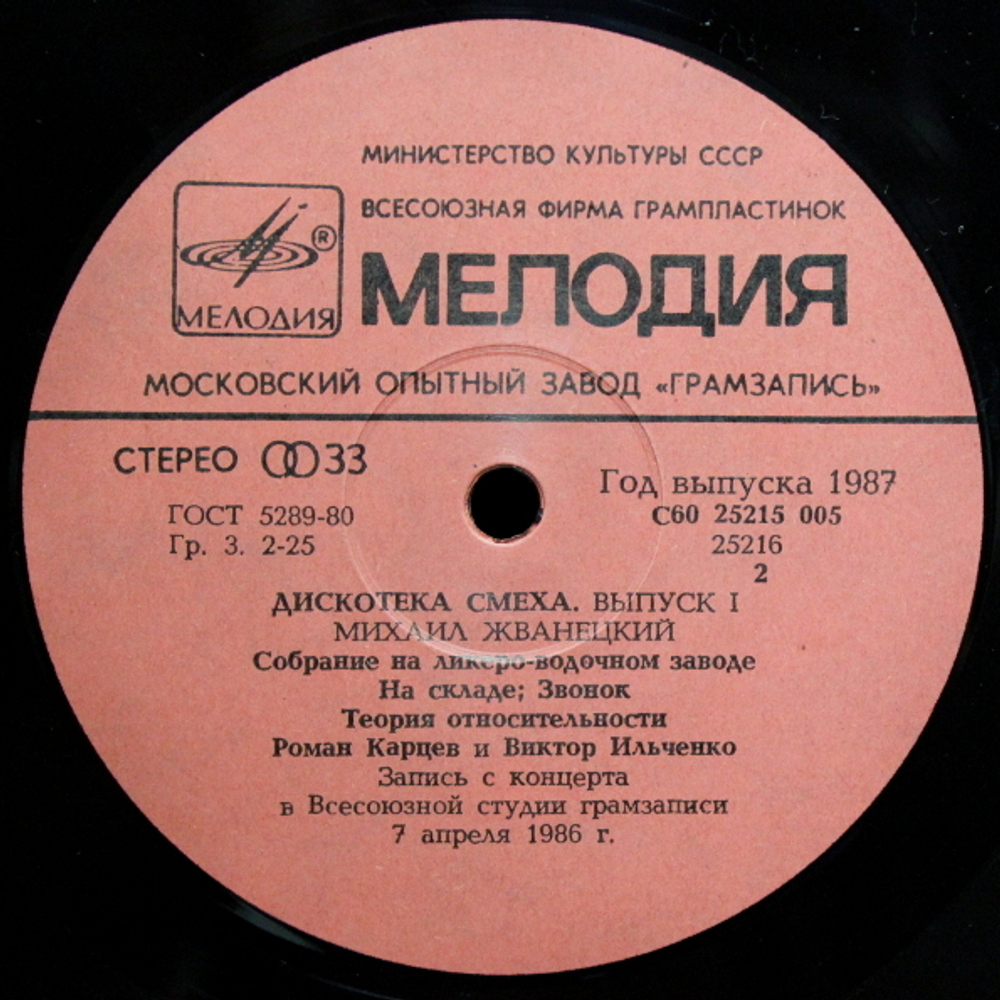 МИНИСТЕРСТВО КУЛЬТУРЫ СССР
ВСЕСОЮЗНАЯ ФИРМА ГРАМПЛАСТИНОК
®
МЕЛОДИЯ
МЕЛОДИЯ
МОСКОВСКИЙ ОПЫТНЫЙ ЗАВОД «ГРАМЗАПИСЬ»
СТЕРЕО 33
Год выпуска 1987
ГОСТ 5289-80
С60 25215 005
Гр. 3. 2-25
25216
2
ДИСКОТЕКА СМЕХА. ВЫПУСК I
МИХАИЛ ЖВАНЕЦКИЙ
Собрание на ликеро-водочном заводе
На складе; Звонок
Теория относительности
Роман Карцев и Виктор Ильченко
Запись с концерта
в Всесоюзной студии грамзаписи
7 апреля 1986 г.